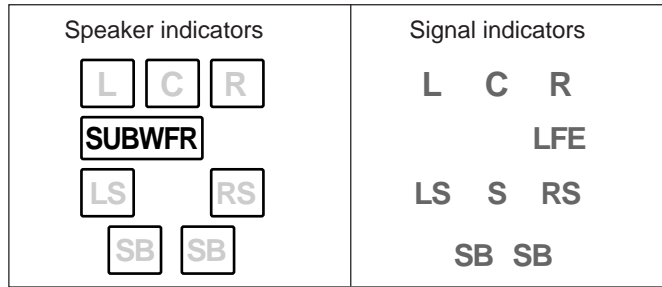 Speaker indicators
L C R
SUBWFR
LS RS
SB SB
Signal indicators
L C R
LFE
LS S RS
SB SB